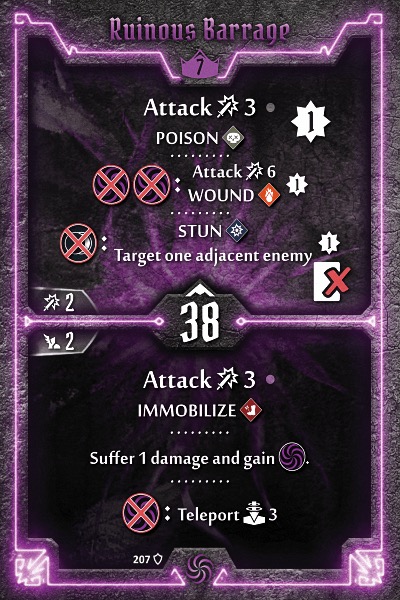 Ruinous Barrage
7
Attack 3
1
POISON
: Attack 6
WOUND 1
: STUN 1
Target one adjacent enemy
2
38
2
Attack 3
IMMOBILIZE
Suffer 1 damage and gain .
: Teleport 3
207